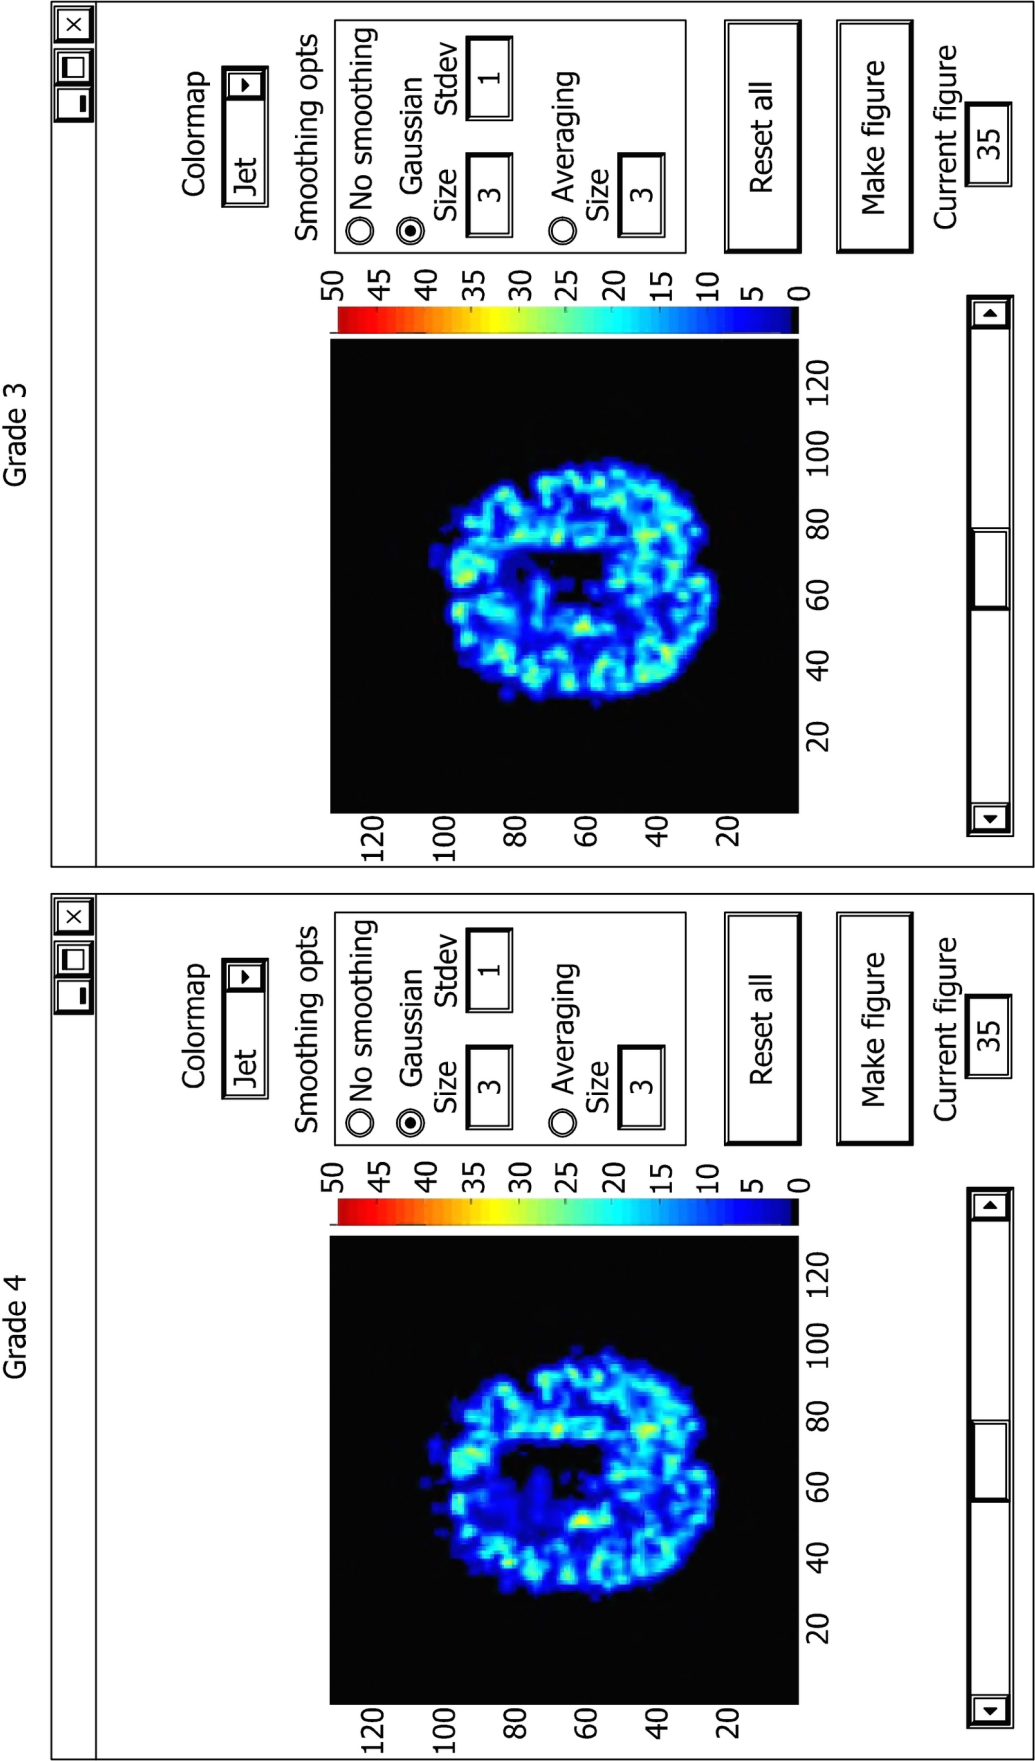 Grade 4
X
Colormap
Jet
Smoothing opts
No smoothing
Gaussian
Size Stdev
3 1
Averaging
Size
3
Reset all
Make figure
Current figure
35
50
45
40
35
30
25
20
15
10
5
0
120
100
80
60
40
20
20 40 60 80 100 120
Grade 3
X
Colormap
Jet
Smoothing opts
No smoothing
Gaussian
Size Stdev
3 1
Averaging
Size
3
Reset all
Make figure
Current figure
35
50
45
40
35
30
25
20
15
10
5
0
120
100
80
60
40
20
20 40 60 80 100 120